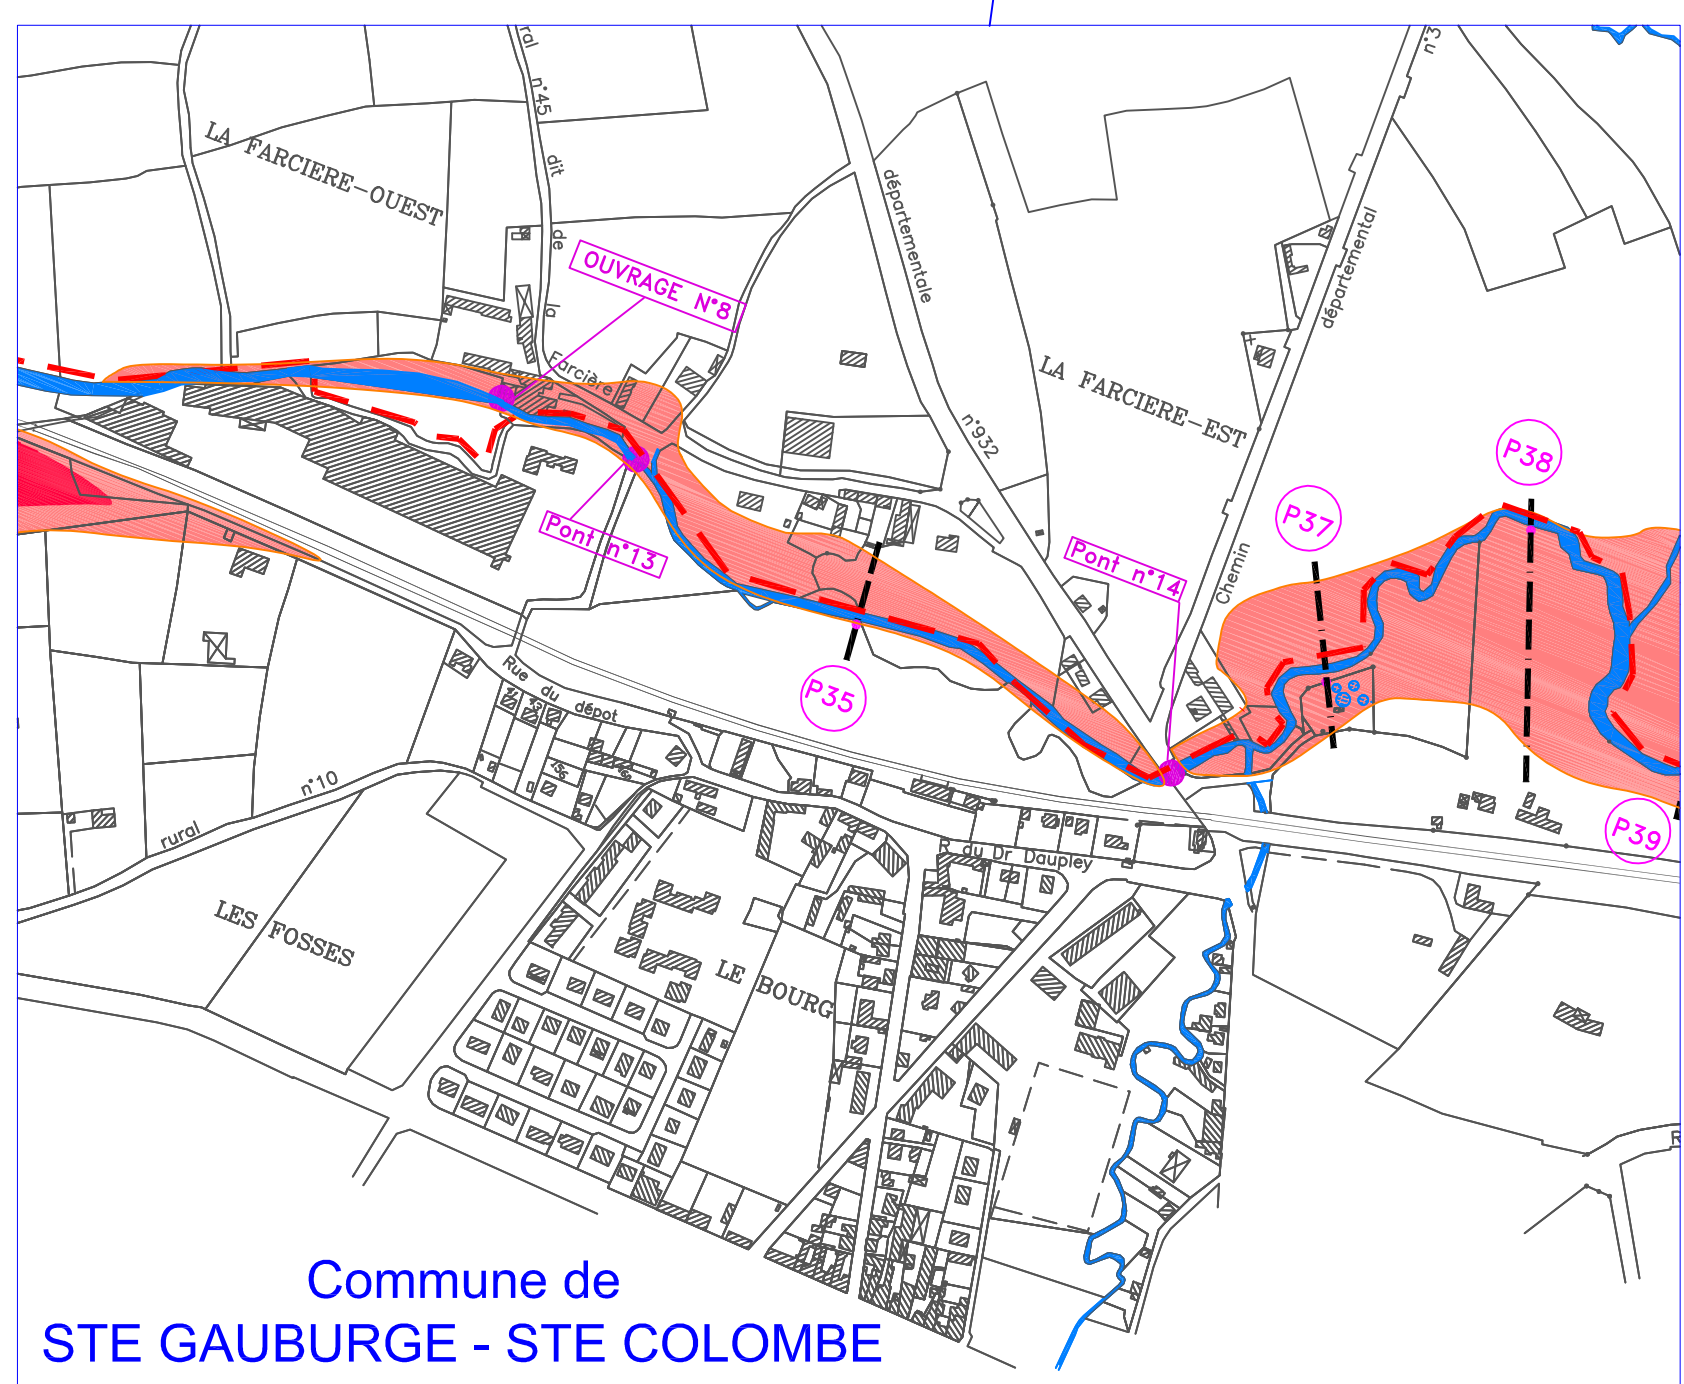 ral n°45 dit de la Farcière
n°3
LA FARCIERE-OUEST
départementale n°932
Chemin départemental
OUVRAGE N°8
LA FARCIERE-EST
P38
P37
Pont n°13
Pont n°14
P35
Rue du dépot
n°10
rural
P39
R du Dr Daupley
LES FOSSES
LE BOURG
R
Commune de
STE GAUBURGE - STE COLOMBE